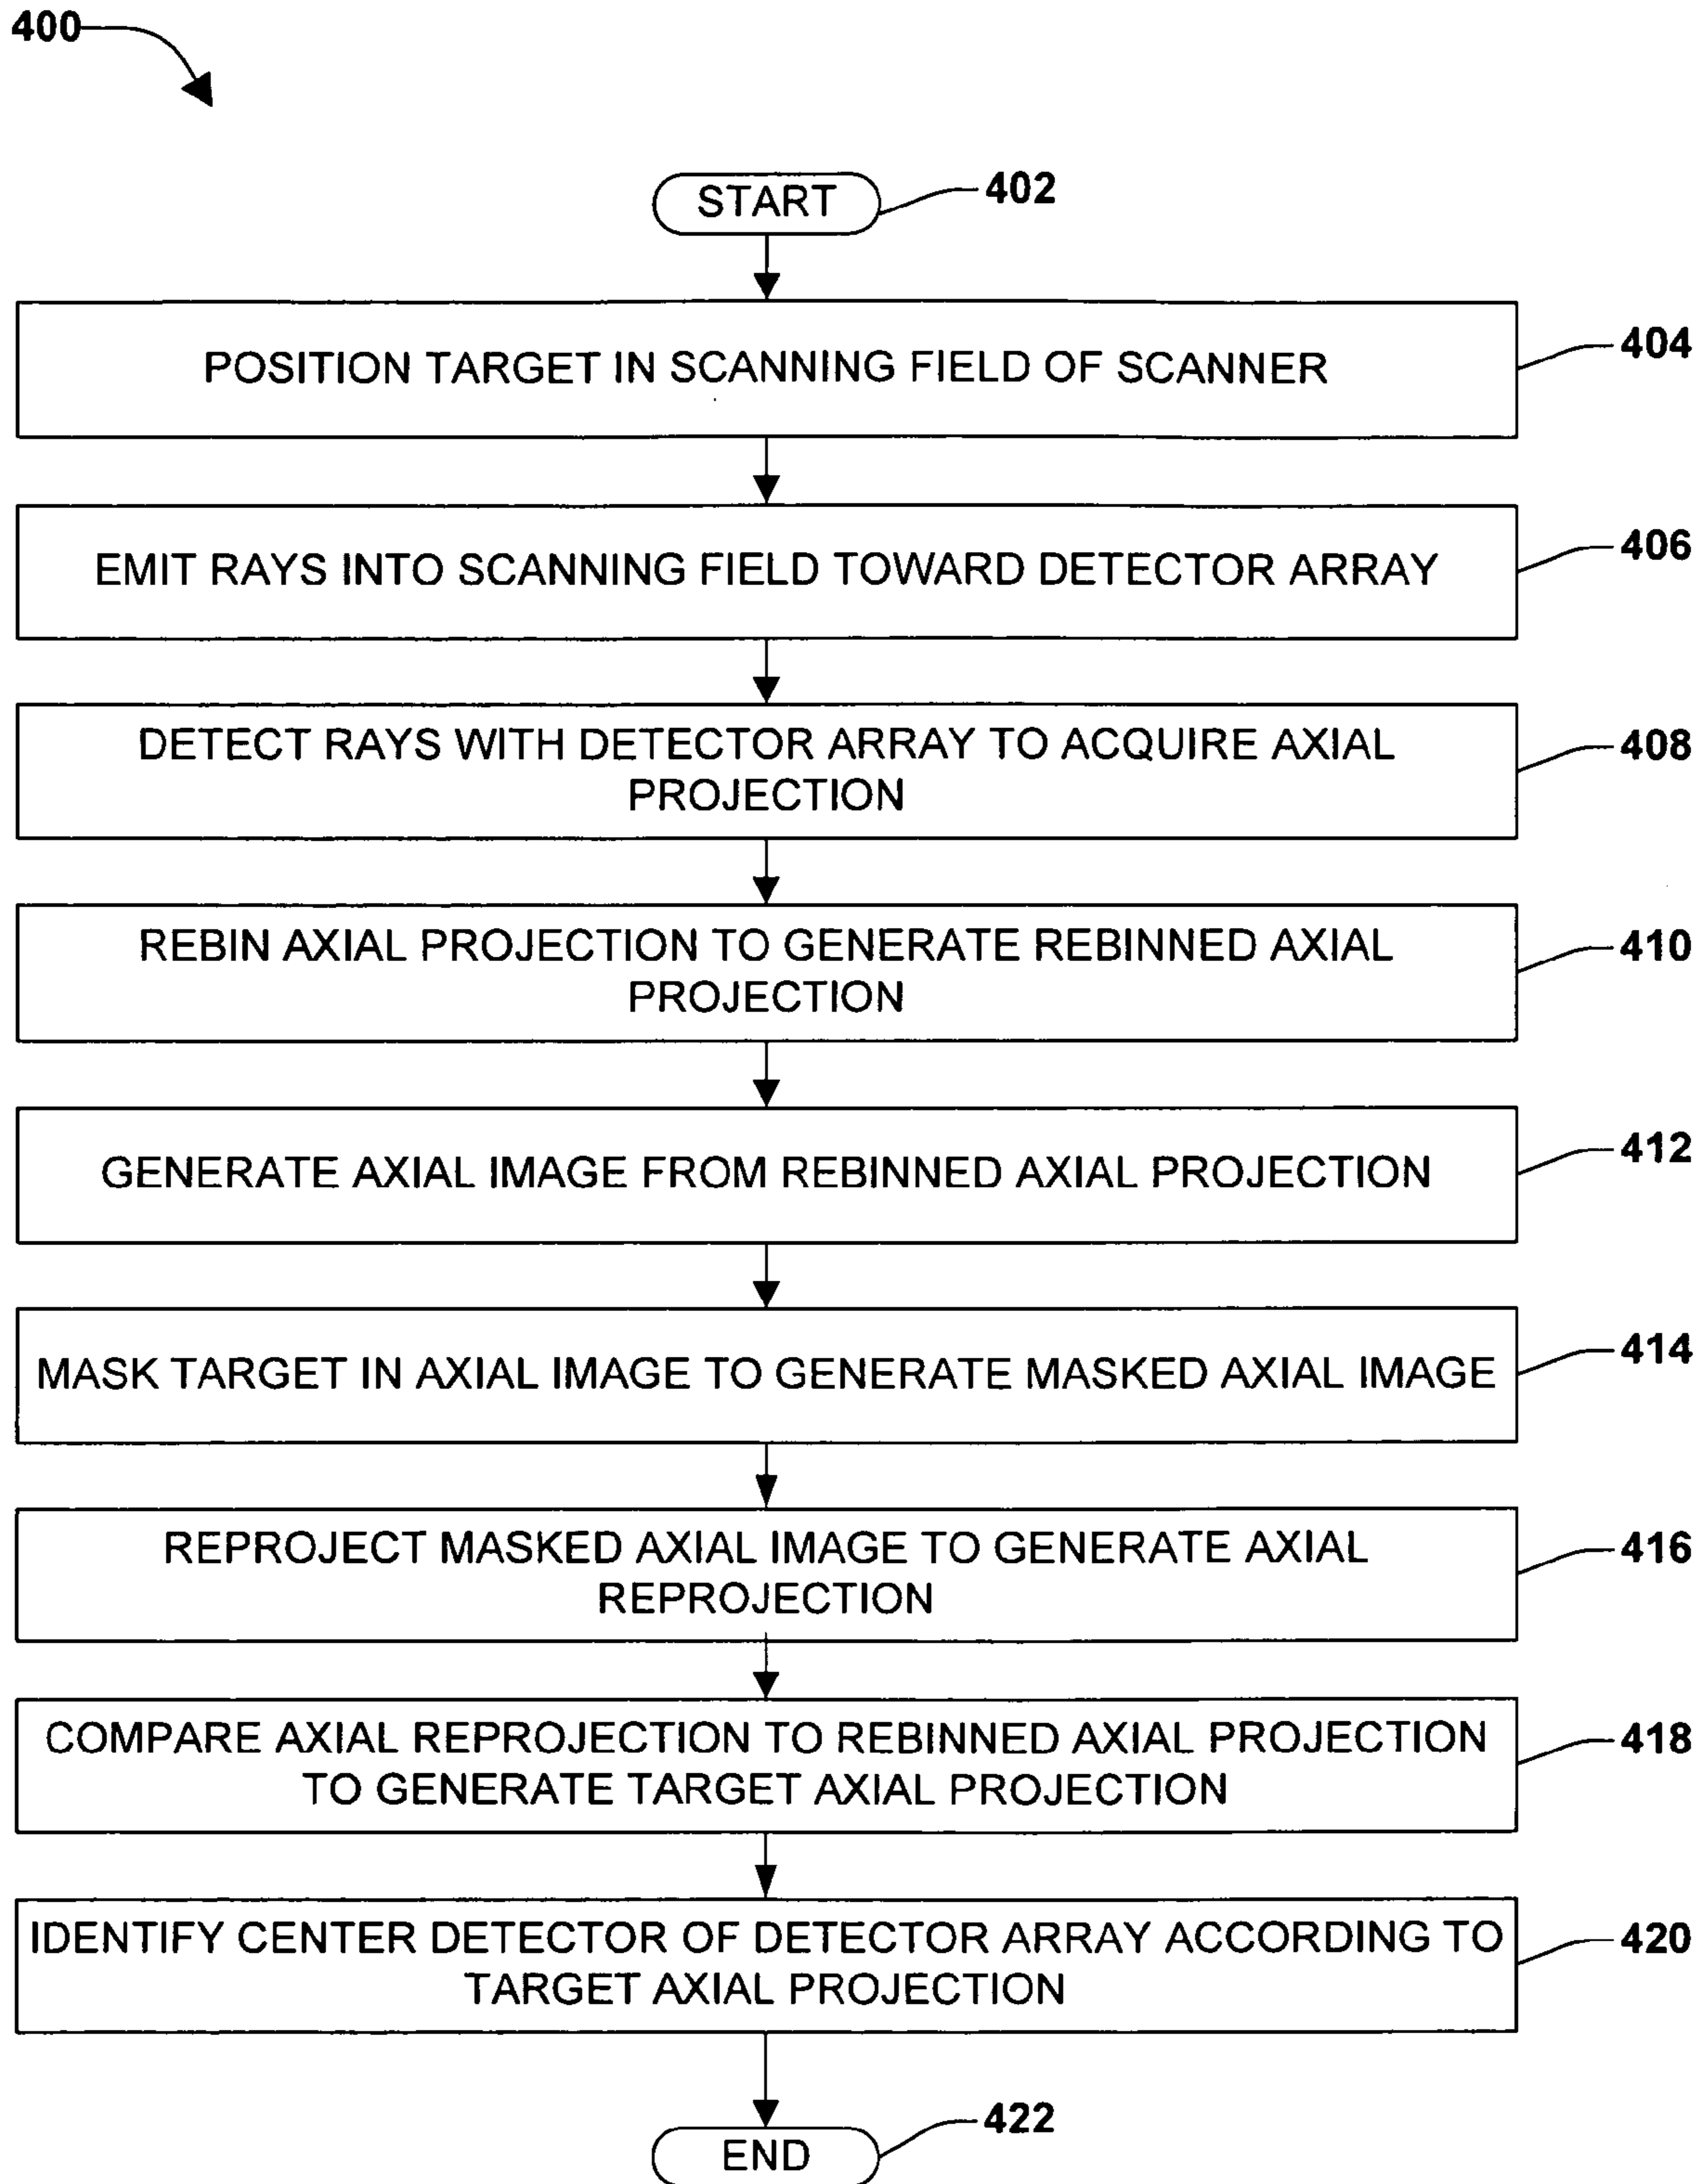 400
START
402
POSITION TARGET IN SCANNING FIELD OF SCANNER
404
EMIT RAYS INTO SCANNING FIELD TOWARD DETECTOR ARRAY
406
DETECT RAYS WITH DETECTOR ARRAY TO ACQUIRE AXIAL
PROJECTION
408
REBIN AXIAL PROJECTION TO GENERATE REBINNED AXIAL
PROJECTION
410
GENERATE AXIAL IMAGE FROM REBINNED AXIAL PROJECTION
412
MASK TARGET IN AXIAL IMAGE TO GENERATE MASKED AXIAL IMAGE
414
REPROJECT MASKED AXIAL IMAGE TO GENERATE AXIAL
REPROJECTION
416
COMPARE AXIAL REPROJECTION TO REBINNED AXIAL PROJECTION
TO GENERATE TARGET AXIAL PROJECTION
418
IDENTIFY CENTER DETECTOR OF DETECTOR ARRAY ACCORDING TO
TARGET AXIAL PROJECTION
420
END
422